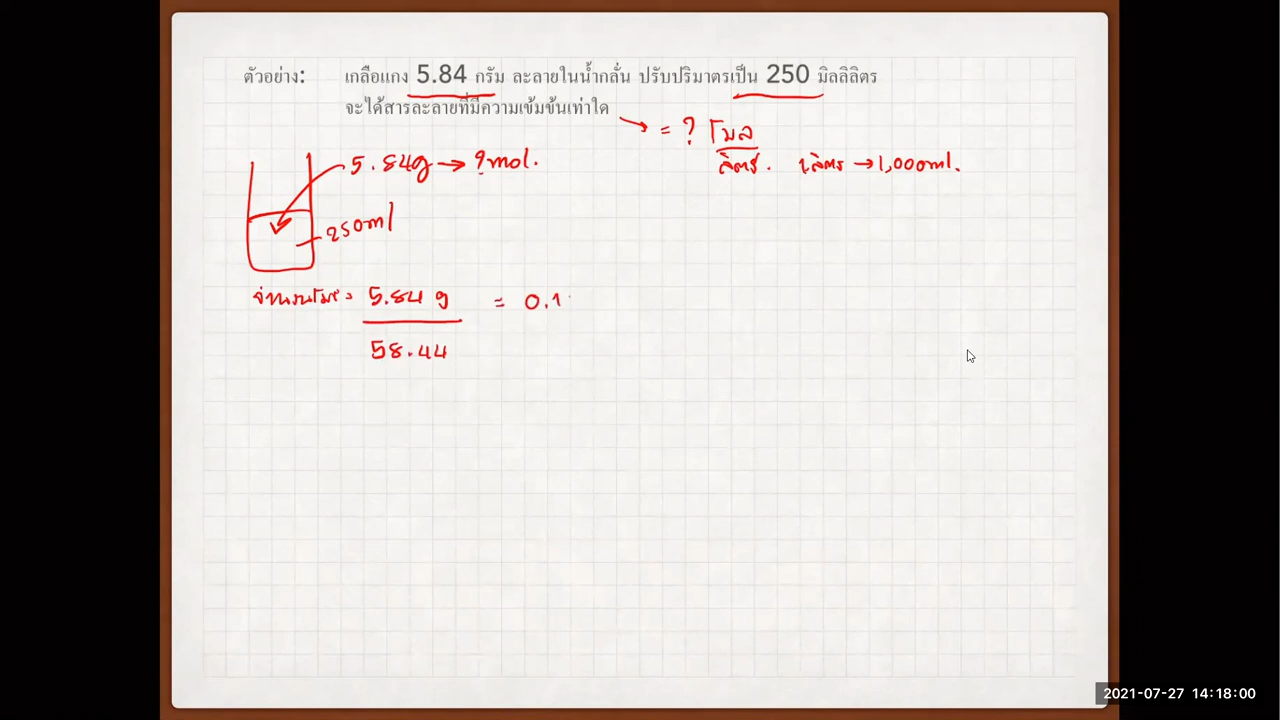 ตัวอย่าง: เกลือแกง 5.84 กรัม ละลายในน้ำกลั่น ปรับปริมาตรเป็น 250 มิลลิลิตร
จะได้สารละลายที่มีความเข้มข้นเท่าใด
= ? โมล
ลิตร. 1ลิตร → 1,000ml.
5.84g → ?mol.
250ml
จำนวนโมล = 5.84 g = 0.1
58.44
2021-07-27 14:18:00